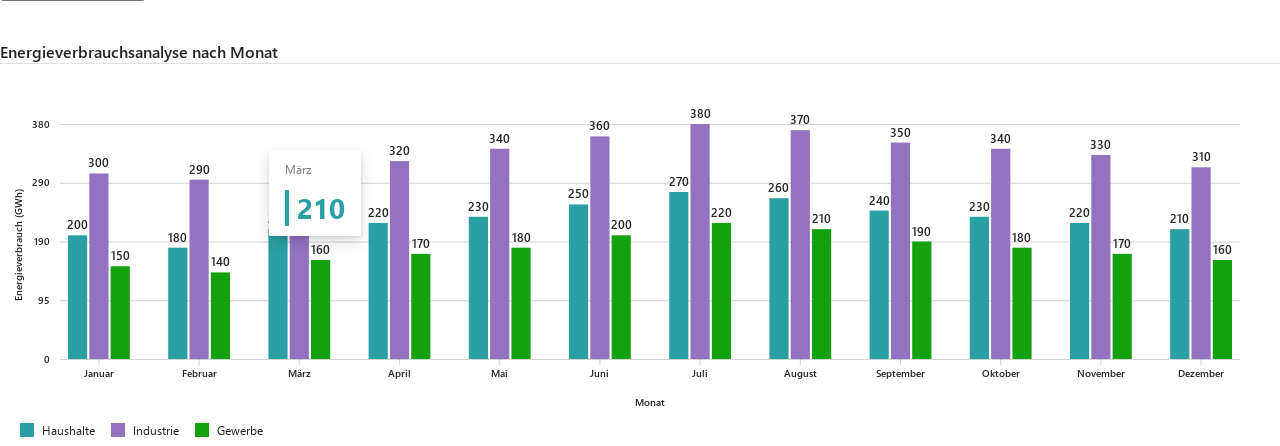 Energieverbrauchsanalyse nach Monat
380
290
190
95
0
Energieverbrauch (GWh)
200
300
150
180
290
140
März
210
160
220
320
170
230
340
180
250
360
200
270
380
220
260
370
210
240
350
190
230
340
180
220
330
170
210
310
160
Januar
Februar
März
April
Mai
Juni
Juli
August
September
Oktober
November
Dezember
Monat
Haushalte
Industrie
Gewerbe